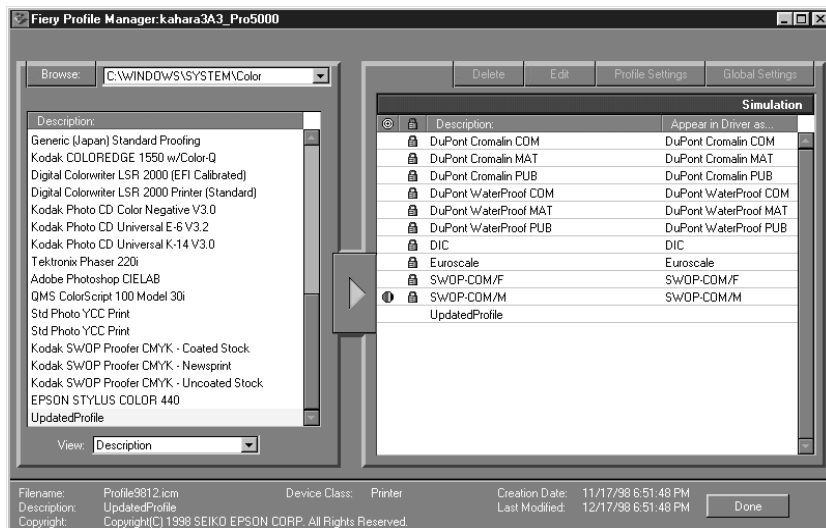 Fiery Profile Manager:kahara3A3_Pro5000
Browse: C:\WINDOWS\SYSTEM\Color
Description:
Generic (Japan) Standard Proofing
Kodak COLOREDGE 1550 w/Color-Q
Digital Colorwriter LSR 2000 (EFI Calibrated)
Digital Colorwriter LSR 2000 Printer (Standard)
Kodak Photo CD Color Negative V3.0
Kodak Photo CD Universal E-6 V3.2
Kodak Photo CD Universal K-14 V3.0
Tektronix Phaser 220i
Adobe Photoshop CIELAB
QMS ColorScript 100 Model 30i
Std Photo YCC Print
Std Photo YCC Print
Kodak SWOP Proofer CMYK - Coated Stock
Kodak SWOP Proofer CMYK - Newsprint
Kodak SWOP Proofer CMYK - Uncoated Stock
EPSON STYLUS COLOR 440
UpdatedProfile
View: Description
Delete Edit Profile Settings Global Settings
Simulation
Description: Appear in Driver as...
DuPont Cromalin COM DuPont Cromalin COM
DuPont Cromalin MAT DuPont Cromalin MAT
DuPont Cromalin PUB DuPont Cromalin PUB
DuPont WaterProof COM DuPont WaterProof COM
DuPont WaterProof MAT DuPont WaterProof MAT
DuPont WaterProof PUB DuPont WaterProof PUB
DIC DIC
Euroscale Euroscale
SWOP-COM/F SWOP-COM/F
SWOP-COM/M SWOP-COM/M
UpdatedProfile
Filename: Profile9812.icm Device Class: Printer Creation Date: 11/17/98 6:51:48 PM
Description: UpdatedProfile Last Modified: 12/17/98 6:51:48 PM
Copyright: Copyright(C) 1998 SEIKO EPSON CORP. All Rights Reserved.
Done